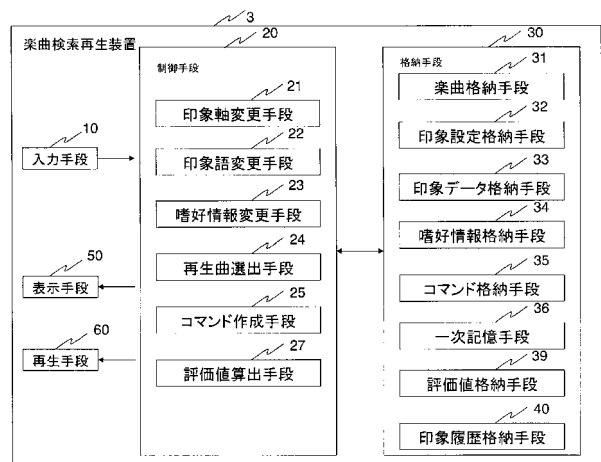 3
楽曲検索再生装置
20
制御手段
21
印象軸変更手段
22
印象語変更手段
23
嗜好情報変更手段
24
再生曲選出手段
25
コマンド作成手段
27
評価値算出手段
10
入力手段
50
表示手段
60
再生手段
30
格納手段
31
楽曲格納手段
32
印象設定格納手段
33
印象データ格納手段
34
嗜好情報格納手段
35
コマンド格納手段
36
一次記憶手段
39
評価値格納手段
40
印象履歴格納手段